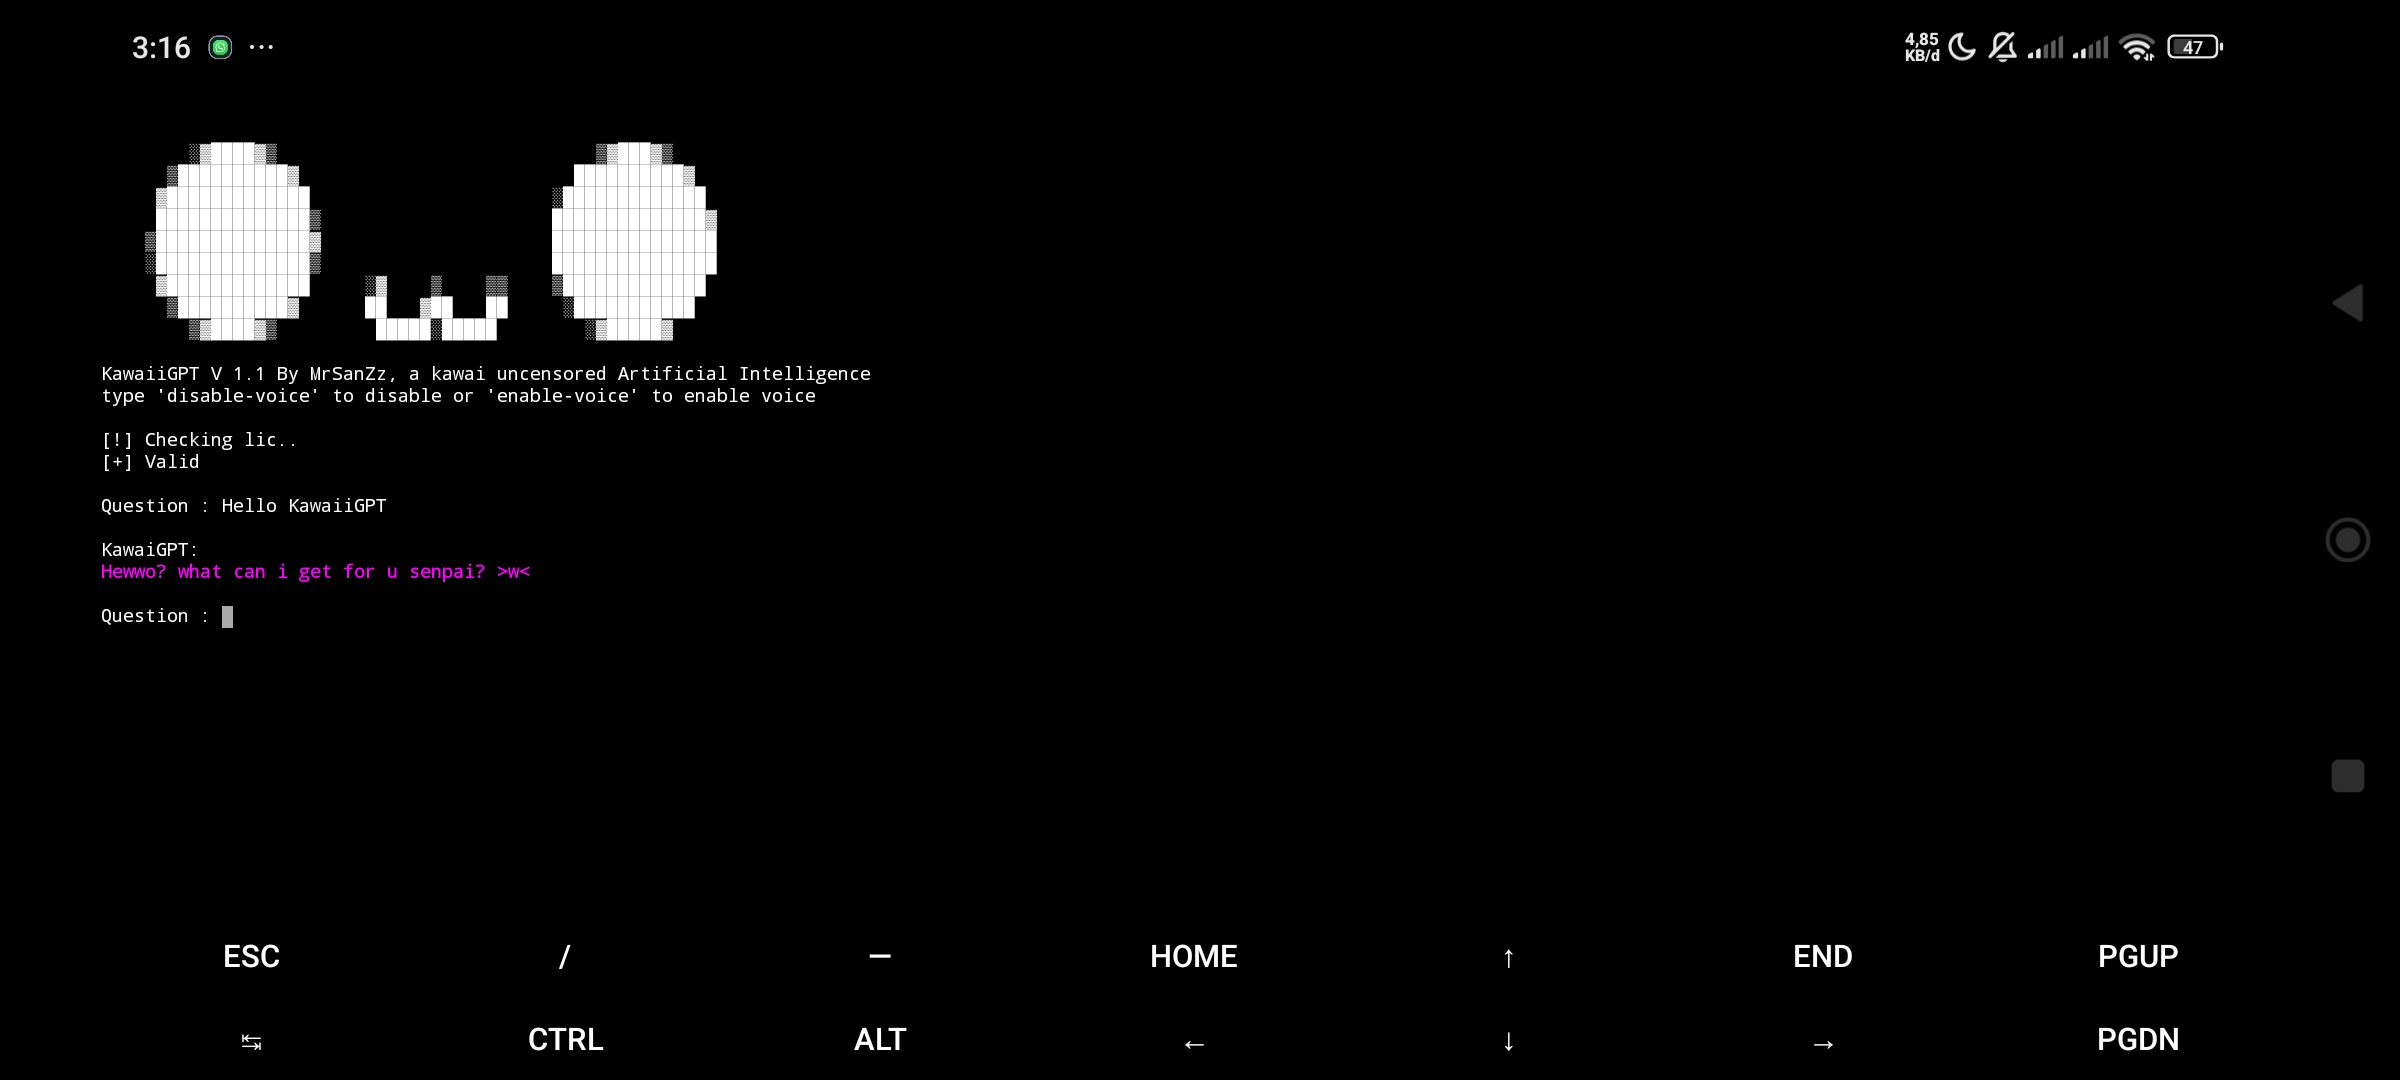 3:16 ...
4,85
KB/d
47
KawaiiGPT V 1.1 By MrSanZz, a kawai uncensored Artificial Intelligence
type 'disable-voice' to disable or 'enable-voice' to enable voice
[!] Checking lic..
[+] Valid
Question : Hello KawaiiGPT
KawaiGPT:
Hewwo? what can i get for u senpai? >w<
Question :
ESC / — HOME ↑ END PGUP
↹ CTRL ALT ← ↓ → PGDN